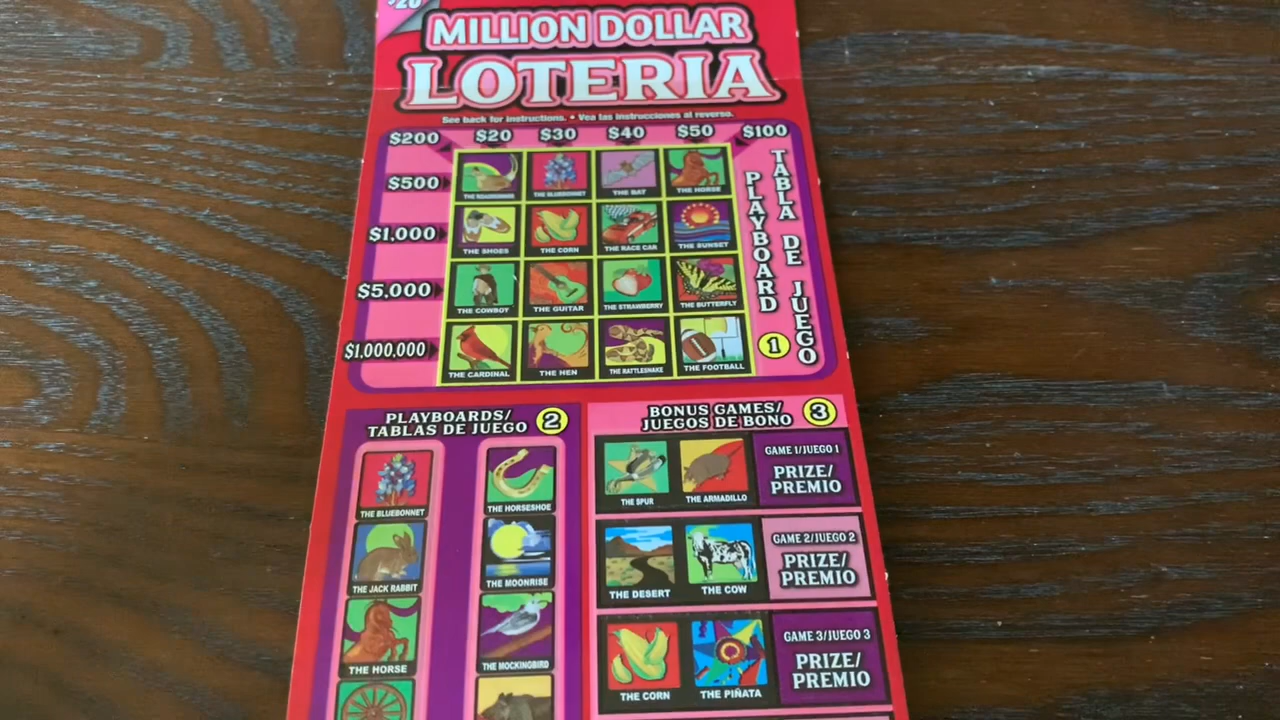 $20
MILLION DOLLAR
LOTERIA
See back for instructions. • Vea las instrucciones al reverso.
$200 $20 $30 $40 $50 $100
$500
$1,000
$5,000
$1,000,000
THE ROADRUNNER THE BLUEBONNET THE BAT THE HORSE
THE SHOES THE CORN THE RACE CAR THE SUNSET
THE COWBOY THE GUITAR THE STRAWBERRY THE BUTTERFLY
THE CARDINAL THE HEN THE RATTLESNAKE THE FOOTBALL
PLAYBOARD
TABLA DE JUEGO
1
PLAYBOARDS/
TABLAS DE JUEGO
2
THE BLUEBONNET
THE JACK RABBIT
THE HORSE
THE HORSESHOE
THE MOONRISE
THE MOCKINGBIRD
BONUS GAMES/
JUEGOS DE BONO
3
THE SPUR THE ARMADILLO
GAME 1/JUEGO 1
PRIZE/
PREMIO
THE DESERT THE COW
GAME 2/JUEGO 2
PRIZE/
PREMIO
THE CORN THE PIÑATA
GAME 3/JUEGO 3
PRIZE/
PREMIO